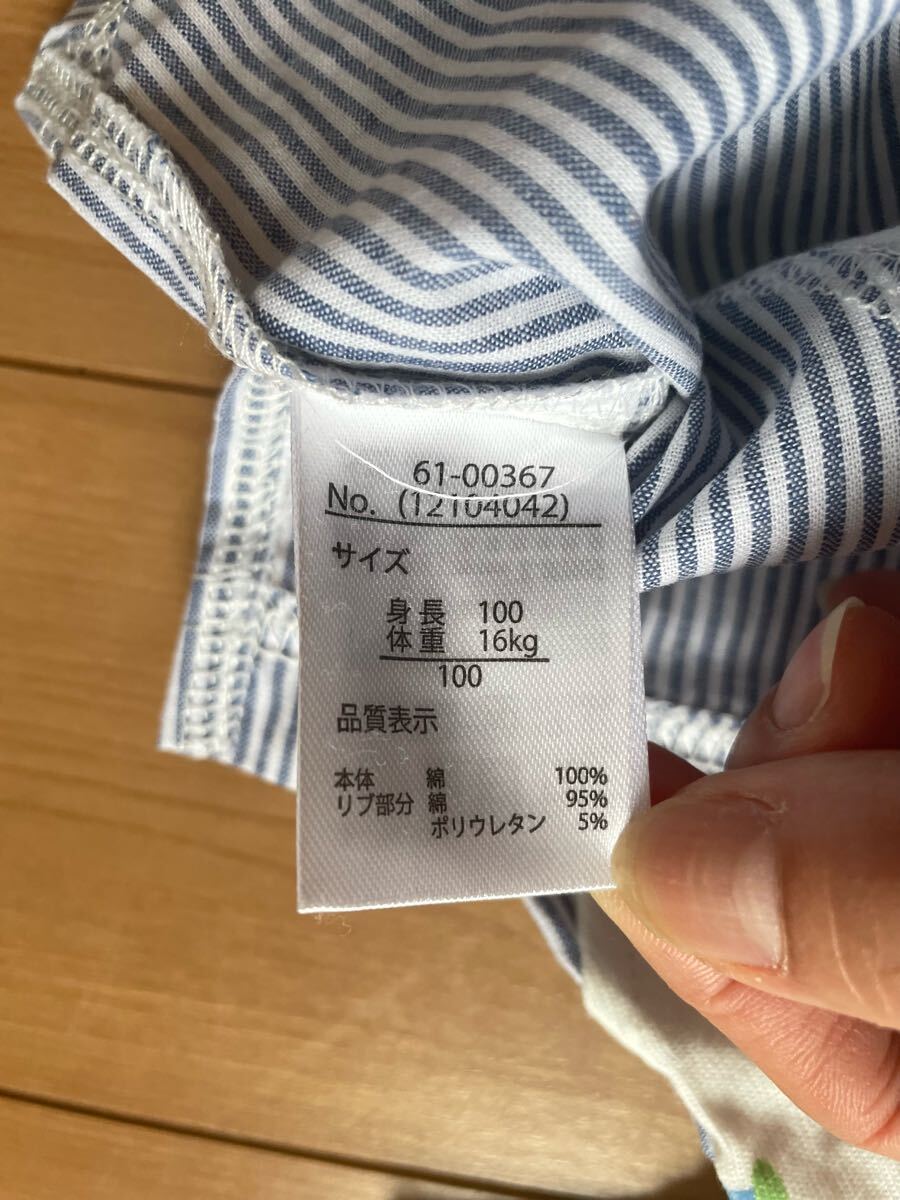 61-00367
No. (12104042)
サイズ
身長 100
体重 16kg
100
品質表示
本体 綿 100%
リブ部分 綿 95%
ポリウレタン 5%